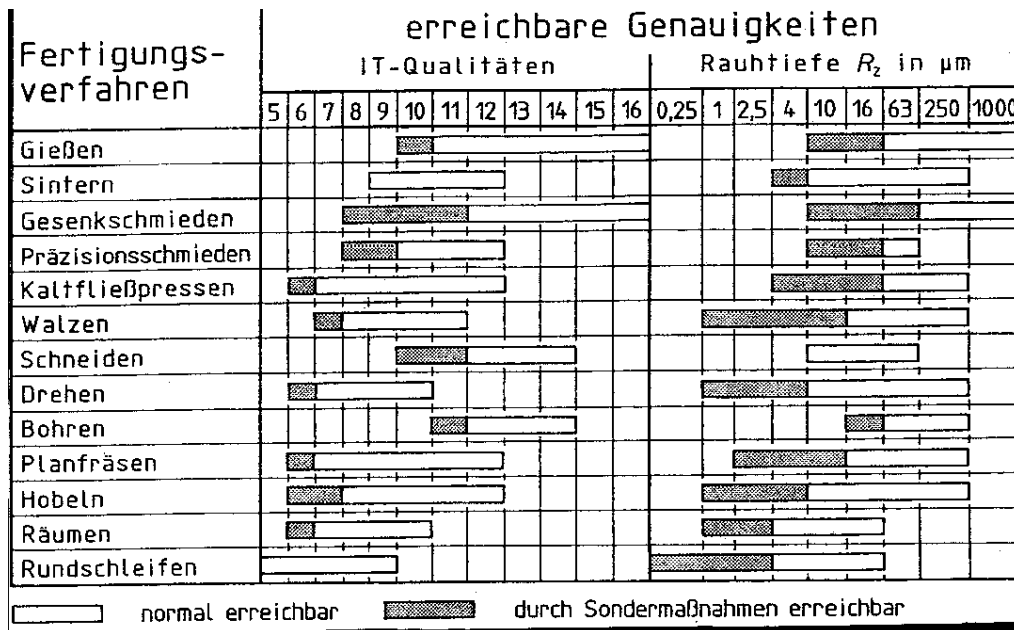 erreichbare Genauigkeiten
Fertigungs-
verfahren
IT-Qualitäten
Rauhtiefe Rz in µm
5 6 7 8 9 10 11 12 13 14 15 16 0,25 1 2,5 4 10 16 63 250 1000
Gießen
Sintern
Gesenkschmieden
Präzisionsschmieden
Kaltfließpressen
Walzen
Schneiden
Drehen
Bohren
Planfräsen
Hobeln
Räumen
Rundschleifen
normal erreichbar
durch Sondermaßnahmen erreichbar